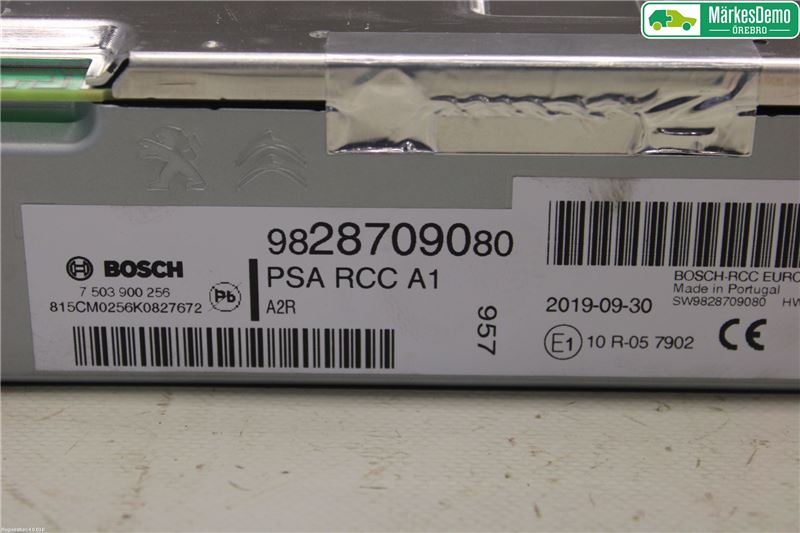 MärkesDemo
ÖREBRO
9828709080
BOSCH
PSA RCC A1
7 503 900 256
815CM0256K0827672
Pb
A2R
957
BOSCH-RCC EURO
Made in Portugal
2019-09-30
SW9828709080 HW
E1 10 R-05 7902
CE